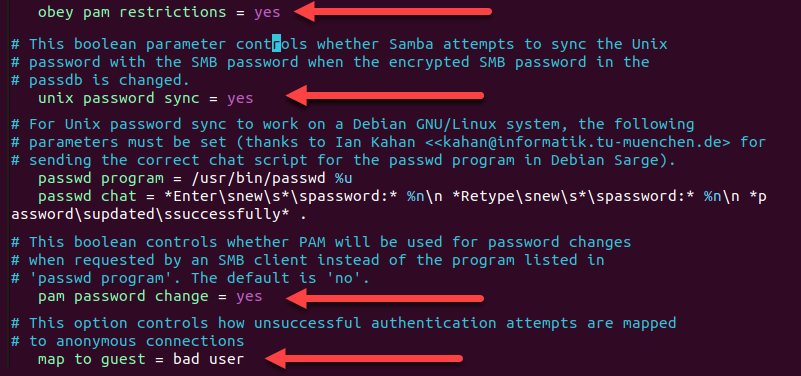 obey pam restrictions = yes
# This boolean parameter controls whether Samba attempts to sync the Unix
# password with the SMB password when the encrypted SMB password in the
# passdb is changed.
unix password sync = yes
# For Unix password sync to work on a Debian GNU/Linux system, the following
# parameters must be set (thanks to Ian Kahan <<kahan@informatik.tu-muenchen.de> for
# sending the correct chat script for the passwd program in Debian Sarge).
passwd program = /usr/bin/passwd %u
passwd chat = *Enter\snew\s*\spassword:* %n\n *Retype\snew\s*\spassword:* %n\n *p
assword\supdated\ssuccessfully* .
# This boolean controls whether PAM will be used for password changes
# when requested by an SMB client instead of the program listed in
# 'passwd program'. The default is 'no'.
pam password change = yes
# This option controls how unsuccessful authentication attempts are mapped
# to anonymous connections
map to guest = bad user